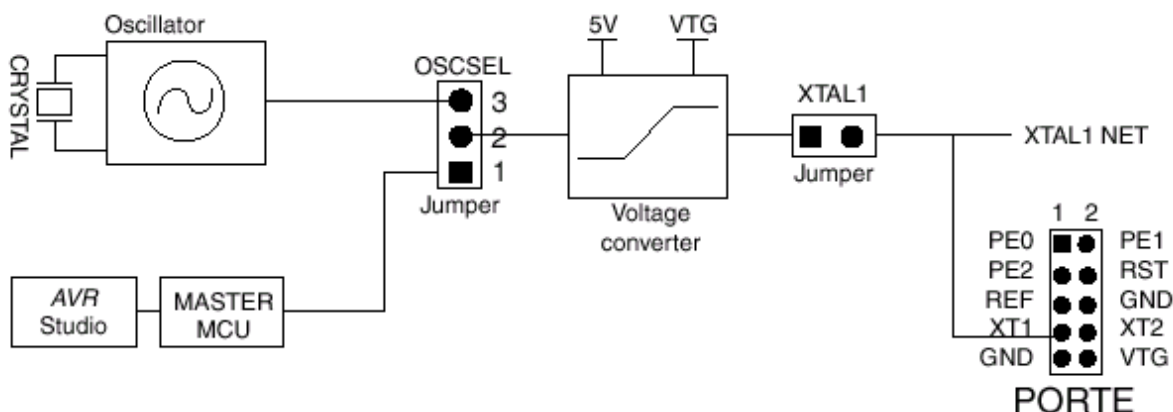 Oscillator
CRYSTAL
OSCSEL
3
2
1
Jumper
5V
VTG
Voltage
converter
XTAL1
Jumper
XTAL1 NET
AVR
Studio
MASTER
MCU
1 2
PE0 PE1
PE2 RST
REF GND
XT1 XT2
GND VTG
PORTE